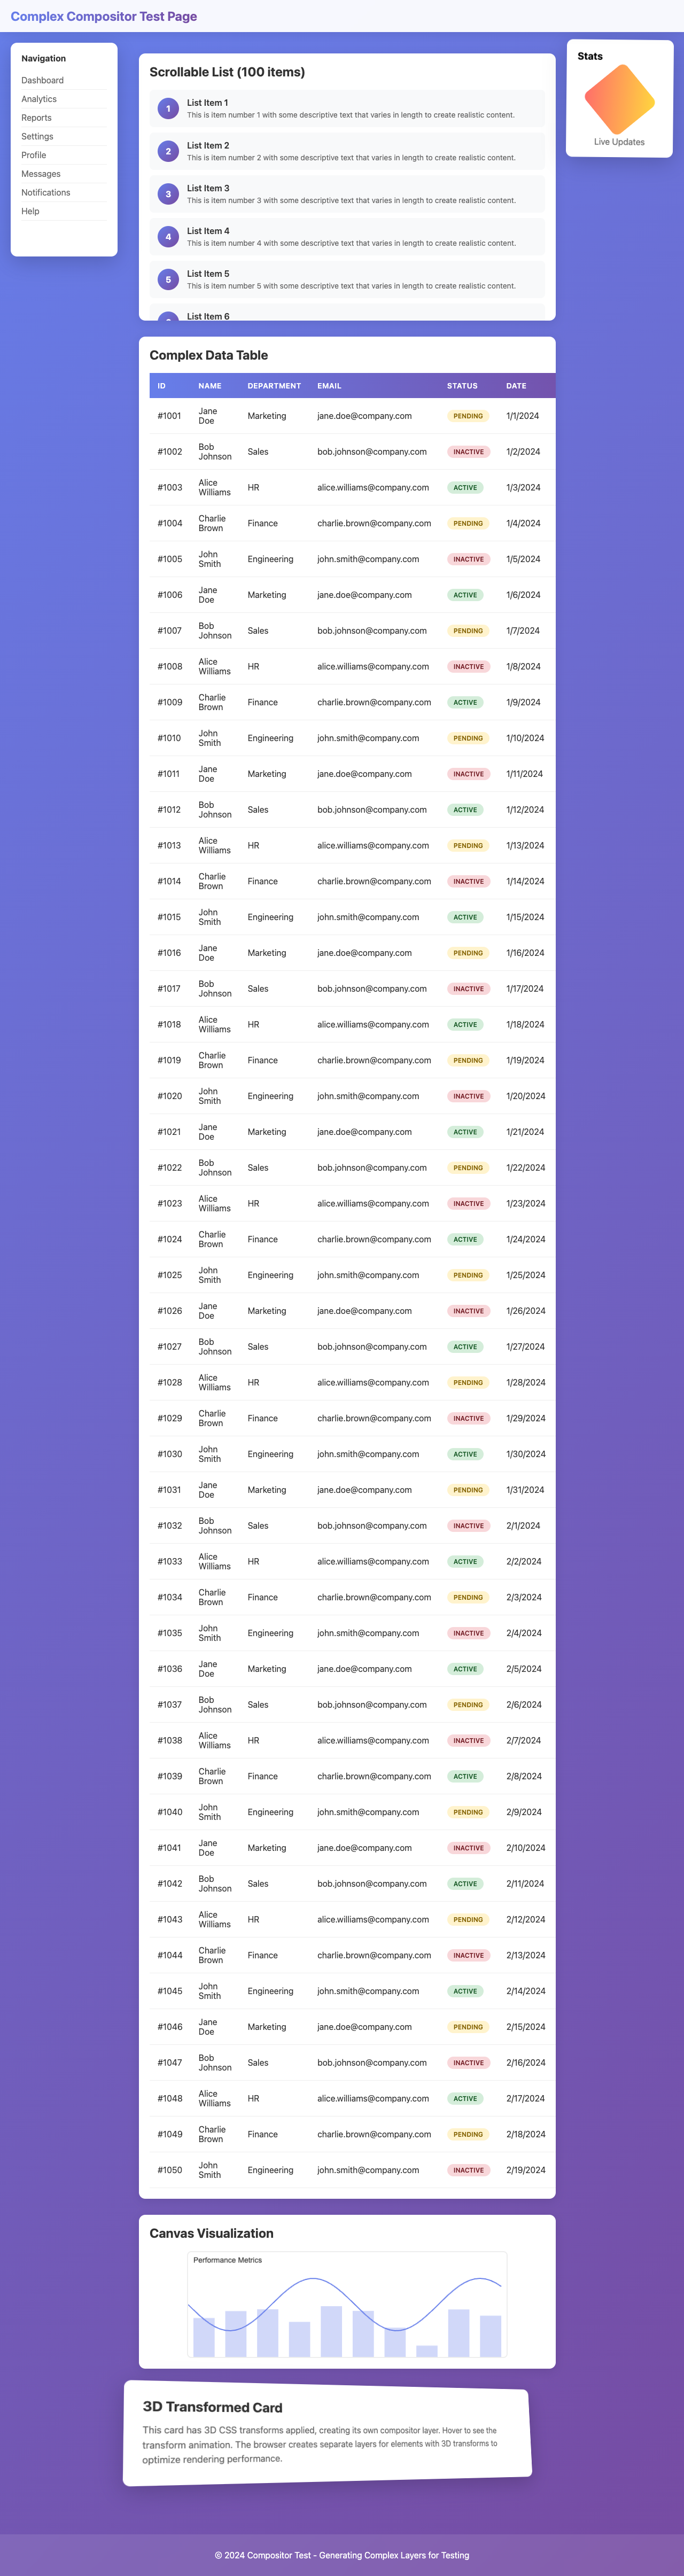 Complex Compositor Test Page
Navigation
Dashboard
Analytics
Reports
Settings
Profile
Messages
Notifications
Help
Scrollable List (100 items)
1
List Item 1
This is item number 1 with some descriptive text that varies in length to create realistic content.
2
List Item 2
This is item number 2 with some descriptive text that varies in length to create realistic content.
3
List Item 3
This is item number 3 with some descriptive text that varies in length to create realistic content.
4
List Item 4
This is item number 4 with some descriptive text that varies in length to create realistic content.
5
List Item 5
This is item number 5 with some descriptive text that varies in length to create realistic content.
List Item 6
Stats
Live Updates
Complex Data Table
ID NAME DEPARTMENT EMAIL STATUS DATE
#1001 Jane Doe Marketing jane.doe@company.com PENDING 1/1/2024
#1002 Bob Johnson Sales bob.johnson@company.com INACTIVE 1/2/2024
#1003 Alice Williams HR alice.williams@company.com ACTIVE 1/3/2024
#1004 Charlie Brown Finance charlie.brown@company.com PENDING 1/4/2024
#1005 John Smith Engineering john.smith@company.com INACTIVE 1/5/2024
#1006 Jane Doe Marketing jane.doe@company.com ACTIVE 1/6/2024
#1007 Bob Johnson Sales bob.johnson@company.com PENDING 1/7/2024
#1008 Alice Williams HR alice.williams@company.com INACTIVE 1/8/2024
#1009 Charlie Brown Finance charlie.brown@company.com ACTIVE 1/9/2024
#1010 John Smith Engineering john.smith@company.com PENDING 1/10/2024
#1011 Jane Doe Marketing jane.doe@company.com INACTIVE 1/11/2024
#1012 Bob Johnson Sales bob.johnson@company.com ACTIVE 1/12/2024
#1013 Alice Williams HR alice.williams@company.com PENDING 1/13/2024
#1014 Charlie Brown Finance charlie.brown@company.com INACTIVE 1/14/2024
#1015 John Smith Engineering john.smith@company.com ACTIVE 1/15/2024
#1016 Jane Doe Marketing jane.doe@company.com PENDING 1/16/2024
#1017 Bob Johnson Sales bob.johnson@company.com INACTIVE 1/17/2024
#1018 Alice Williams HR alice.williams@company.com ACTIVE 1/18/2024
#1019 Charlie Brown Finance charlie.brown@company.com PENDING 1/19/2024
#1020 John Smith Engineering john.smith@company.com INACTIVE 1/20/2024
#1021 Jane Doe Marketing jane.doe@company.com ACTIVE 1/21/2024
#1022 Bob Johnson Sales bob.johnson@company.com PENDING 1/22/2024
#1023 Alice Williams HR alice.williams@company.com INACTIVE 1/23/2024
#1024 Charlie Brown Finance charlie.brown@company.com ACTIVE 1/24/2024
#1025 John Smith Engineering john.smith@company.com PENDING 1/25/2024
#1026 Jane Doe Marketing jane.doe@company.com INACTIVE 1/26/2024
#1027 Bob Johnson Sales bob.johnson@company.com ACTIVE 1/27/2024
#1028 Alice Williams HR alice.williams@company.com PENDING 1/28/2024
#1029 Charlie Brown Finance charlie.brown@company.com INACTIVE 1/29/2024
#1030 John Smith Engineering john.smith@company.com ACTIVE 1/30/2024
#1031 Jane Doe Marketing jane.doe@company.com PENDING 1/31/2024
#1032 Bob Johnson Sales bob.johnson@company.com INACTIVE 2/1/2024
#1033 Alice Williams HR alice.williams@company.com ACTIVE 2/2/2024
#1034 Charlie Brown Finance charlie.brown@company.com PENDING 2/3/2024
#1035 John Smith Engineering john.smith@company.com INACTIVE 2/4/2024
#1036 Jane Doe Marketing jane.doe@company.com ACTIVE 2/5/2024
#1037 Bob Johnson Sales bob.johnson@company.com PENDING 2/6/2024
#1038 Alice Williams HR alice.williams@company.com INACTIVE 2/7/2024
#1039 Charlie Brown Finance charlie.brown@company.com ACTIVE 2/8/2024
#1040 John Smith Engineering john.smith@company.com PENDING 2/9/2024
#1041 Jane Doe Marketing jane.doe@company.com INACTIVE 2/10/2024
#1042 Bob Johnson Sales bob.johnson@company.com ACTIVE 2/11/2024
#1043 Alice Williams HR alice.williams@company.com PENDING 2/12/2024
#1044 Charlie Brown Finance charlie.brown@company.com INACTIVE 2/13/2024
#1045 John Smith Engineering john.smith@company.com ACTIVE 2/14/2024
#1046 Jane Doe Marketing jane.doe@company.com PENDING 2/15/2024
#1047 Bob Johnson Sales bob.johnson@company.com INACTIVE 2/16/2024
#1048 Alice Williams HR alice.williams@company.com ACTIVE 2/17/2024
#1049 Charlie Brown Finance charlie.brown@company.com PENDING 2/18/2024
#1050 John Smith Engineering john.smith@company.com INACTIVE 2/19/2024
Canvas Visualization
Performance Metrics
3D Transformed Card
This card has 3D CSS transforms applied, creating its own compositor layer. Hover to see the
transform animation. The browser creates separate layers for elements with 3D transforms to
optimize rendering performance.
© 2024 Compositor Test - Generating Complex Layers for Testing